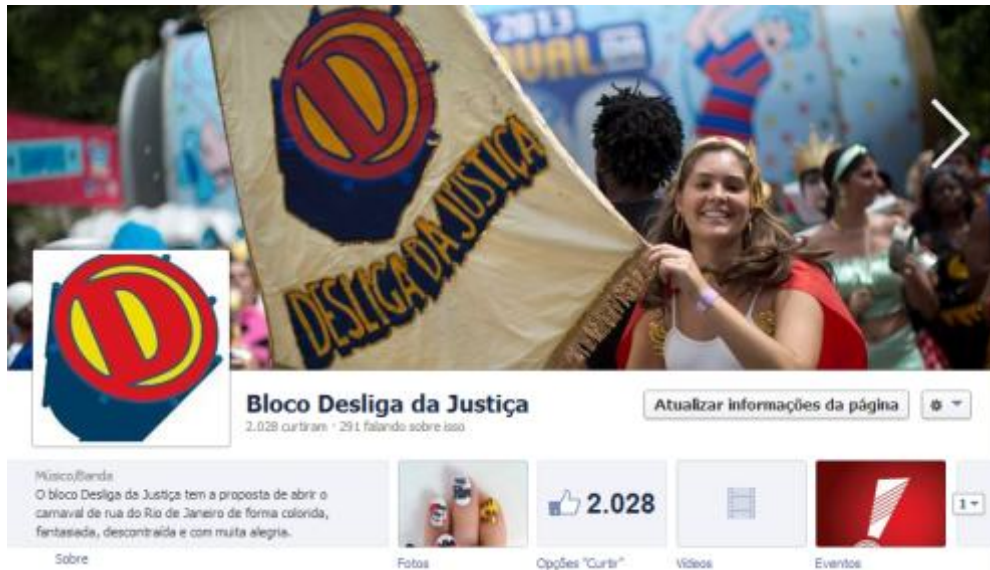 2013
D
DESLIGA DA JUSTIÇA
D
Bloco Desliga da Justiça
2.028 curtiram · 291 falando sobre isso
Atualizar informações da página
Músico/Banda
O bloco Desliga da Justiça tem a proposta de abrir o
carnaval de rua do Rio de Janeiro de forma colorida,
fantasiada, descontraída e com muita alegria.
Sobre
Fotos
2.028
Opções "Curtir"
Vídeos
Eventos
1